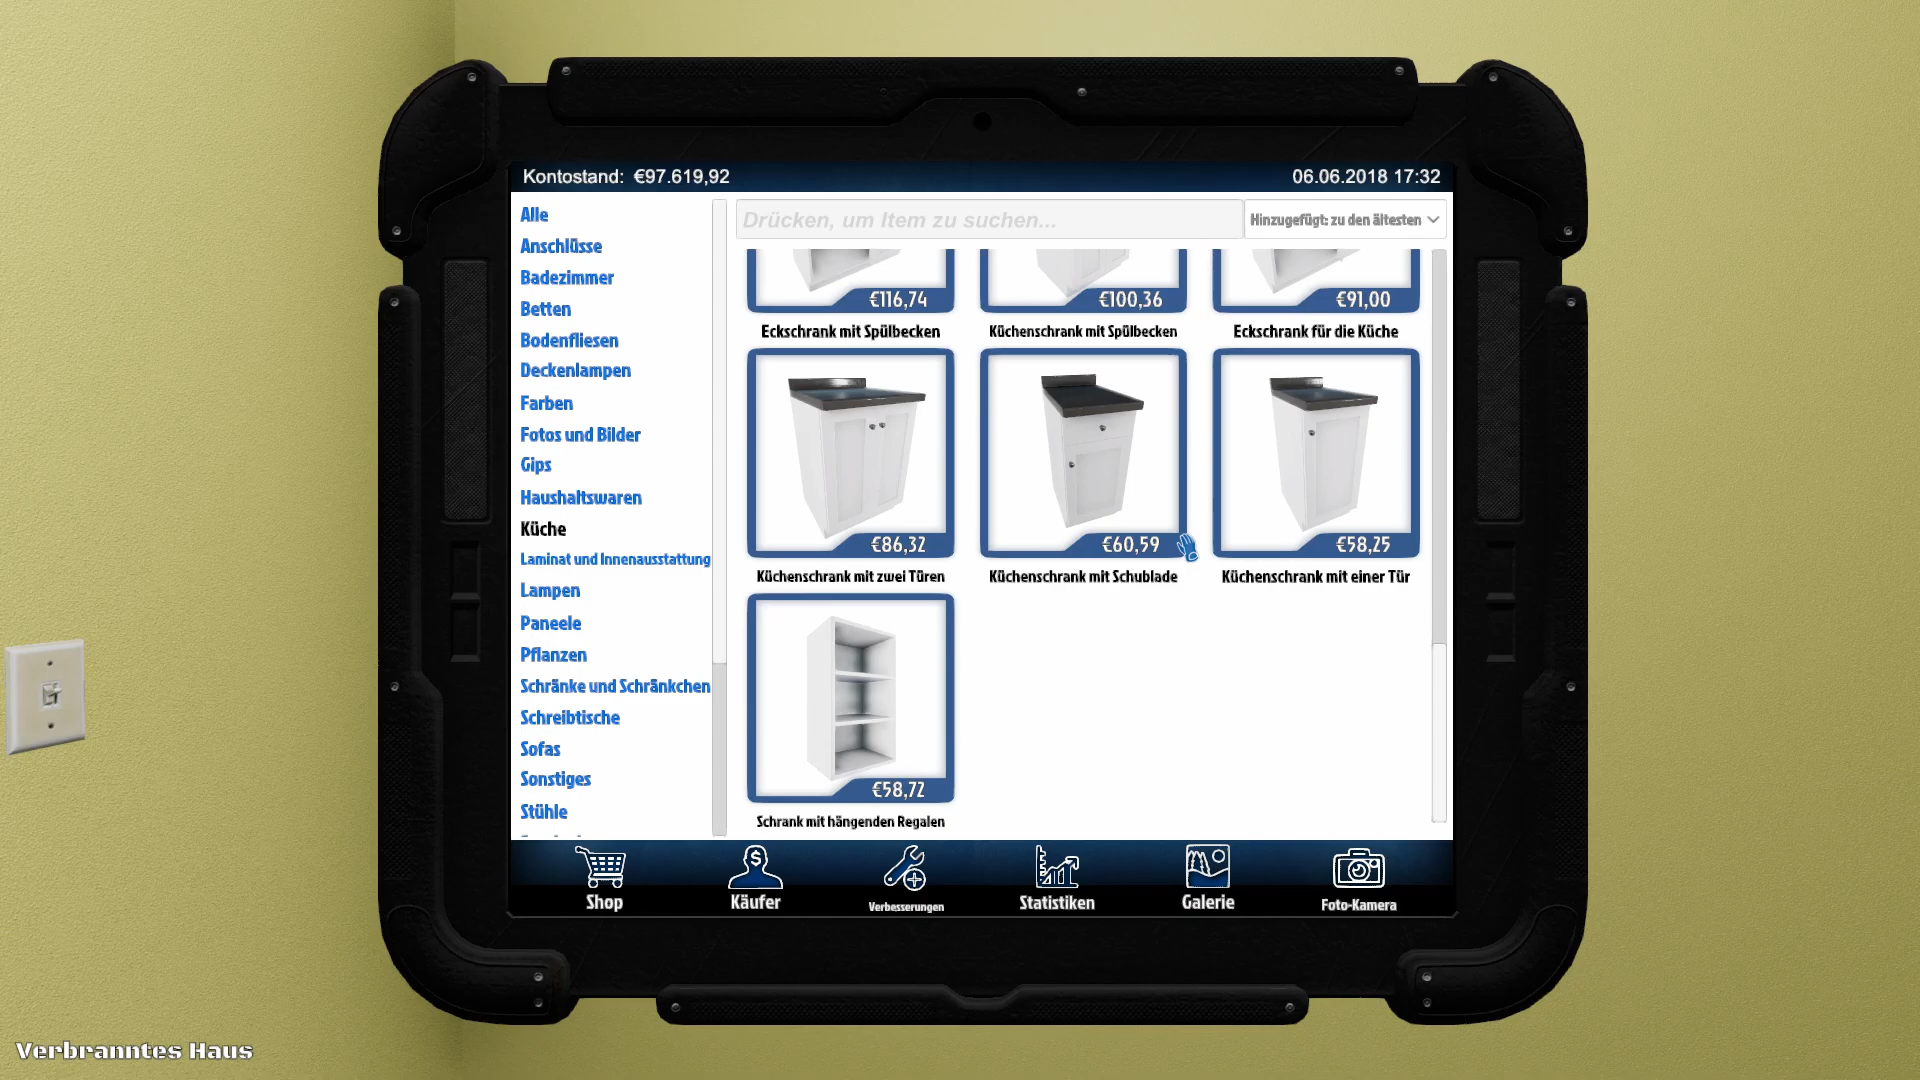 Kontostand: €97.619,92
06.06.2018 17:32
Alle
Anschlüsse
Badezimmer
Betten
Bodenfliesen
Deckenlampen
Farben
Fotos und Bilder
Gips
Haushaltswaren
Küche
Laminat und Innenausstattung
Lampen
Paneele
Pflanzen
Schränke und Schränkchen
Schreibtische
Sofas
Sonstiges
Stühle
Drücken, um Item zu suchen...
Hinzugefügt: zu den ältesten
€116,74
€100,36
€91,00
Eckschrank mit Spülbecken
Küchenschrank mit Spülbecken
Eckschrank für die Küche
€86,32
€60,59
€58,25
Küchenschrank mit zwei Türen
Küchenschrank mit Schublade
Küchenschrank mit einer Tür
€58,72
Schrank mit hängenden Regalen
Shop
Käufer
Verbesserungen
Statistiken
Galerie
Foto-Kamera
Verbranntes Haus